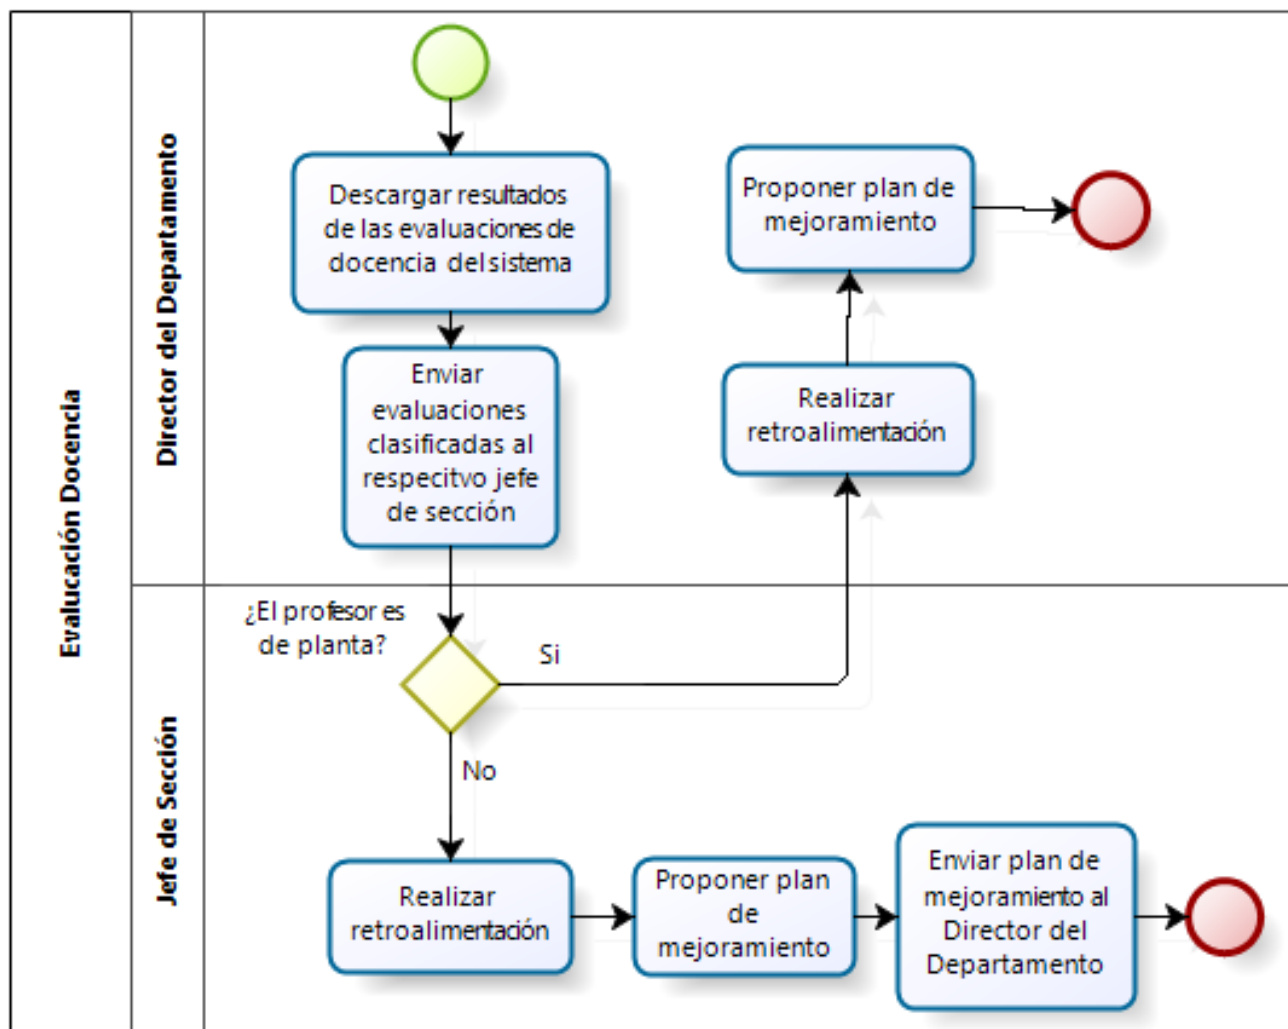 Evalucación Docencia
Director del Departamento
Descargar resultados
de las evaluaciones de
docencia del sistema
Enviar
evaluaciones
clasificadas al
respecitvo jefe
de sección
Proponer plan de
mejoramiento
Realizar
retroalimentación
Jefe de Sección
¿El profesor es
de planta?
Si
No
Realizar
retroalimentación
Proponer plan
de
mejoramiento
Enviar plan de
mejoramiento al
Director del
Departamento